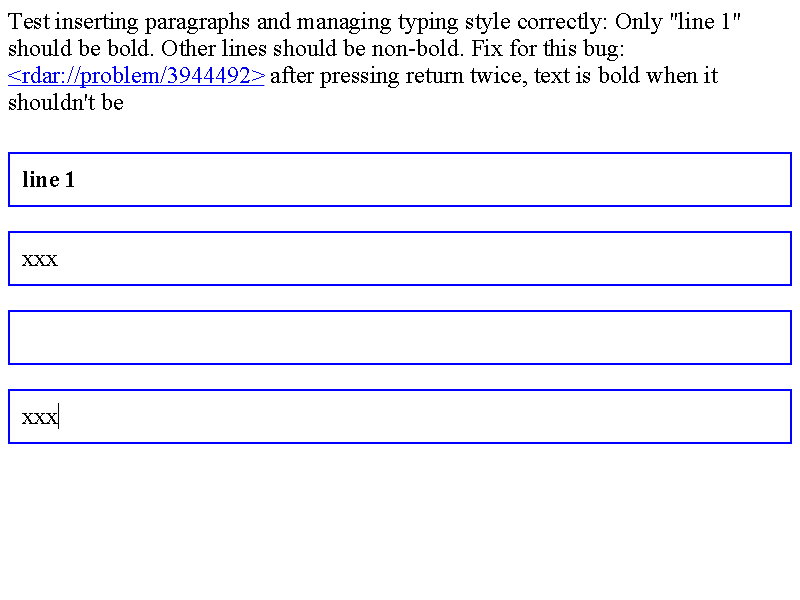 Test inserting paragraphs and managing typing style correctly: Only "line 1"
should be bold. Other lines should be non-bold. Fix for this bug:
<rdar://problem/3944492> after pressing return twice, text is bold when it
shouldn't be
line 1
xxx
xxx